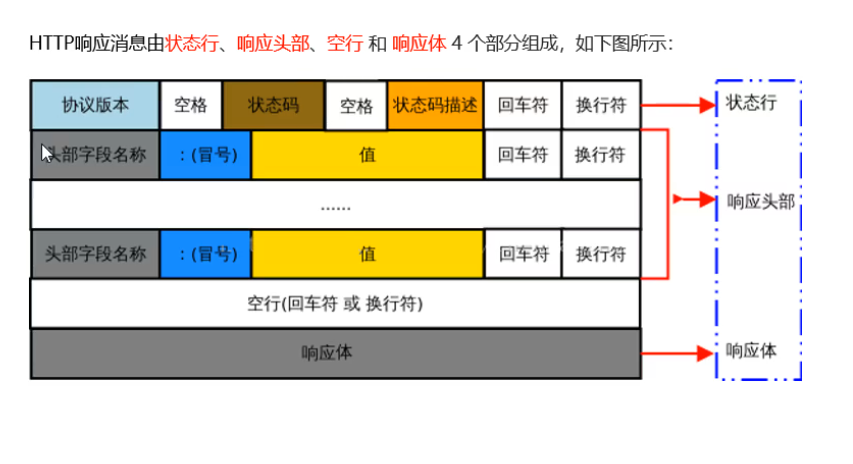 HTTP响应消息由状态行、响应头部、空行 和 响应体 4 个部分组成，如下图所示：
协议版本 空格 状态码 空格 状态码描述 回车符 换行符 状态行
头部字段名称 ：(冒号) 值 回车符 换行符
...... 响应头部
头部字段名称 ：(冒号) 值 回车符 换行符
空行(回车符 或 换行符)
响应体 响应体